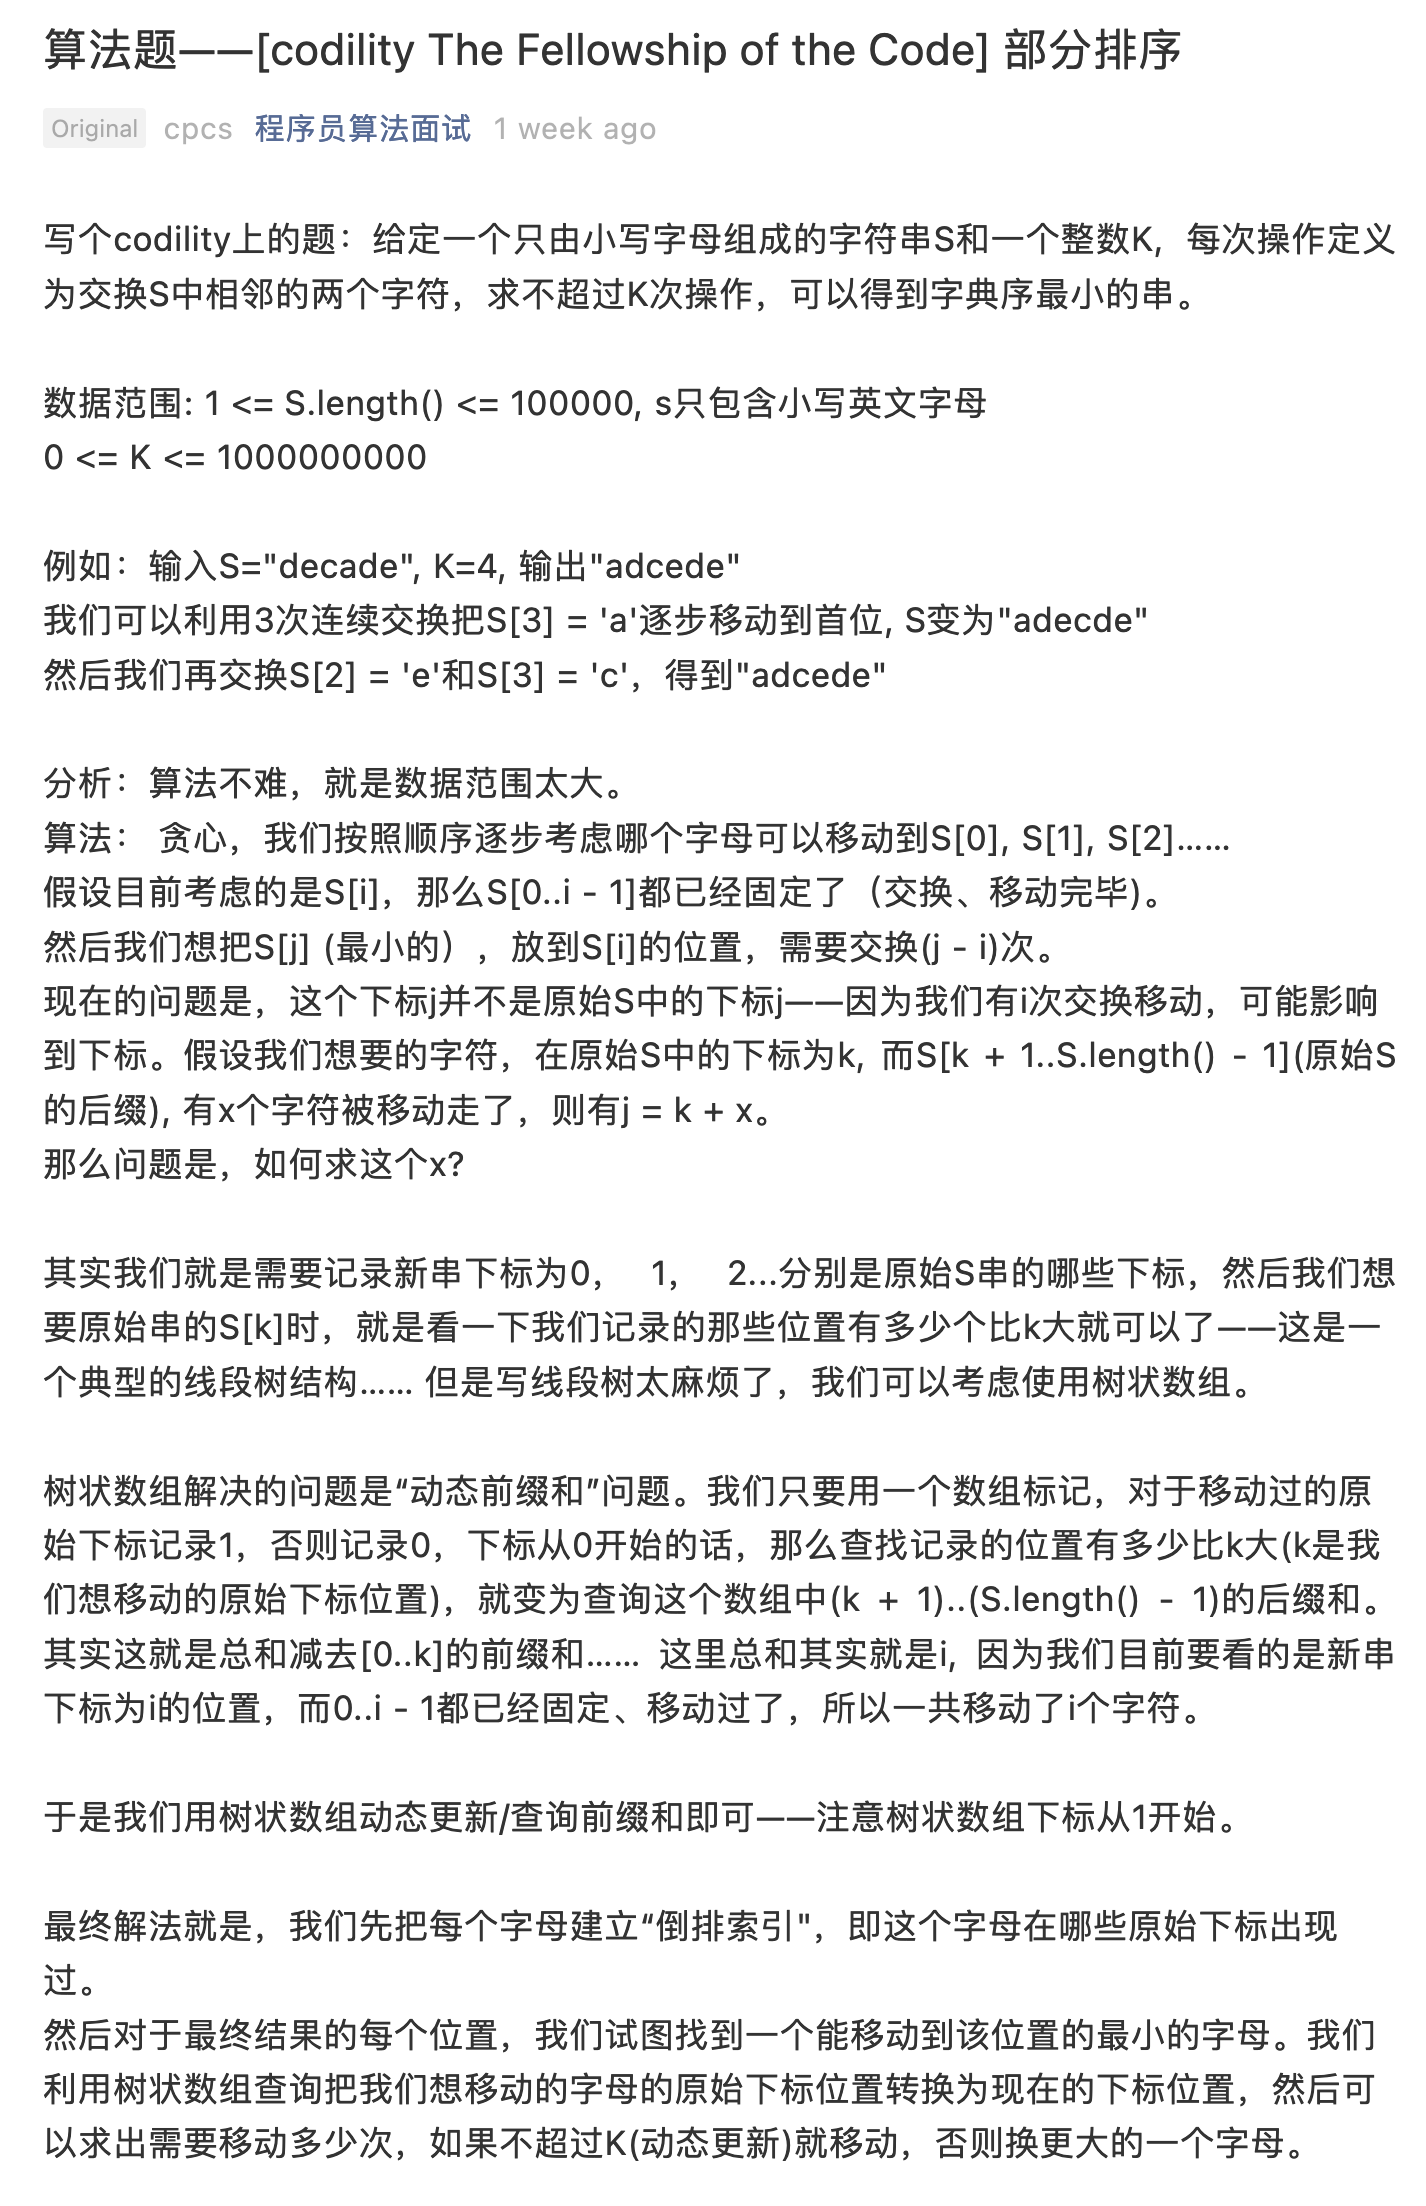 算法题——[codility The Fellowship of the Code] 部分排序
Original cpcs 程序员算法面试 1 week ago
写个codility上的题：给定一个只由小写字母组成的字符串S和一个整数K，每次操作定义
为交换S中相邻的两个字符，求不超过K次操作，可以得到字典序最小的串。
数据范围: 1 <= S.length() <= 100000, s只包含小写英文字母
0 <= K <= 1000000000
例如：输入S="decade", K=4, 输出"adcede"
我们可以利用3次连续交换把S[3] = 'a'逐步移动到首位, S变为"adecde"
然后我们再交换S[2] = 'e'和S[3] = 'c'，得到"adcede"
分析：算法不难，就是数据范围太大。
算法： 贪心，我们按照顺序逐步考虑哪个字母可以移动到S[0], S[1], S[2]......
假设目前考虑的是S[i]，那么S[0..i - 1]都已经固定了（交换、移动完毕)。
然后我们想把S[j] (最小的），放到S[i]的位置，需要交换(j - i)次。
现在的问题是，这个下标j并不是原始S中的下标j——因为我们有i次交换移动，可能影响
到下标。假设我们想要的字符，在原始S中的下标为k, 而S[k + 1..S.length() - 1](原始S
的后缀), 有x个字符被移动走了，则有j = k + x。
那么问题是，如何求这个x?
其实我们就是需要记录新串下标为0， 1， 2...分别是原始S串的哪些下标，然后我们想
要原始串的S[k]时，就是看一下我们记录的那些位置有多少个比k大就可以了——这是一
个典型的线段树结构...... 但是写线段树太麻烦了，我们可以考虑使用树状数组。
树状数组解决的问题是“动态前缀和”问题。我们只要用一个数组标记，对于移动过的原
始下标记录1，否则记录0，下标从0开始的话，那么查找记录的位置有多少比k大(k是我
们想移动的原始下标位置)，就变为查询这个数组中(k + 1)..(S.length() - 1)的后缀和。
其实这就是总和减去[0..k]的前缀和...... 这里总和其实就是i, 因为我们目前要看的是新串
下标为i的位置，而0..i - 1都已经固定、移动过了，所以一共移动了i个字符。
于是我们用树状数组动态更新/查询前缀和即可——注意树状数组下标从1开始。
最终解法就是，我们先把每个字母建立“倒排索引"，即这个字母在哪些原始下标出现
过。
然后对于最终结果的每个位置，我们试图找到一个能移动到该位置的最小的字母。我们
利用树状数组查询把我们想移动的字母的原始下标位置转换为现在的下标位置，然后可
以求出需要移动多少次，如果不超过K(动态更新)就移动，否则换更大的一个字母。